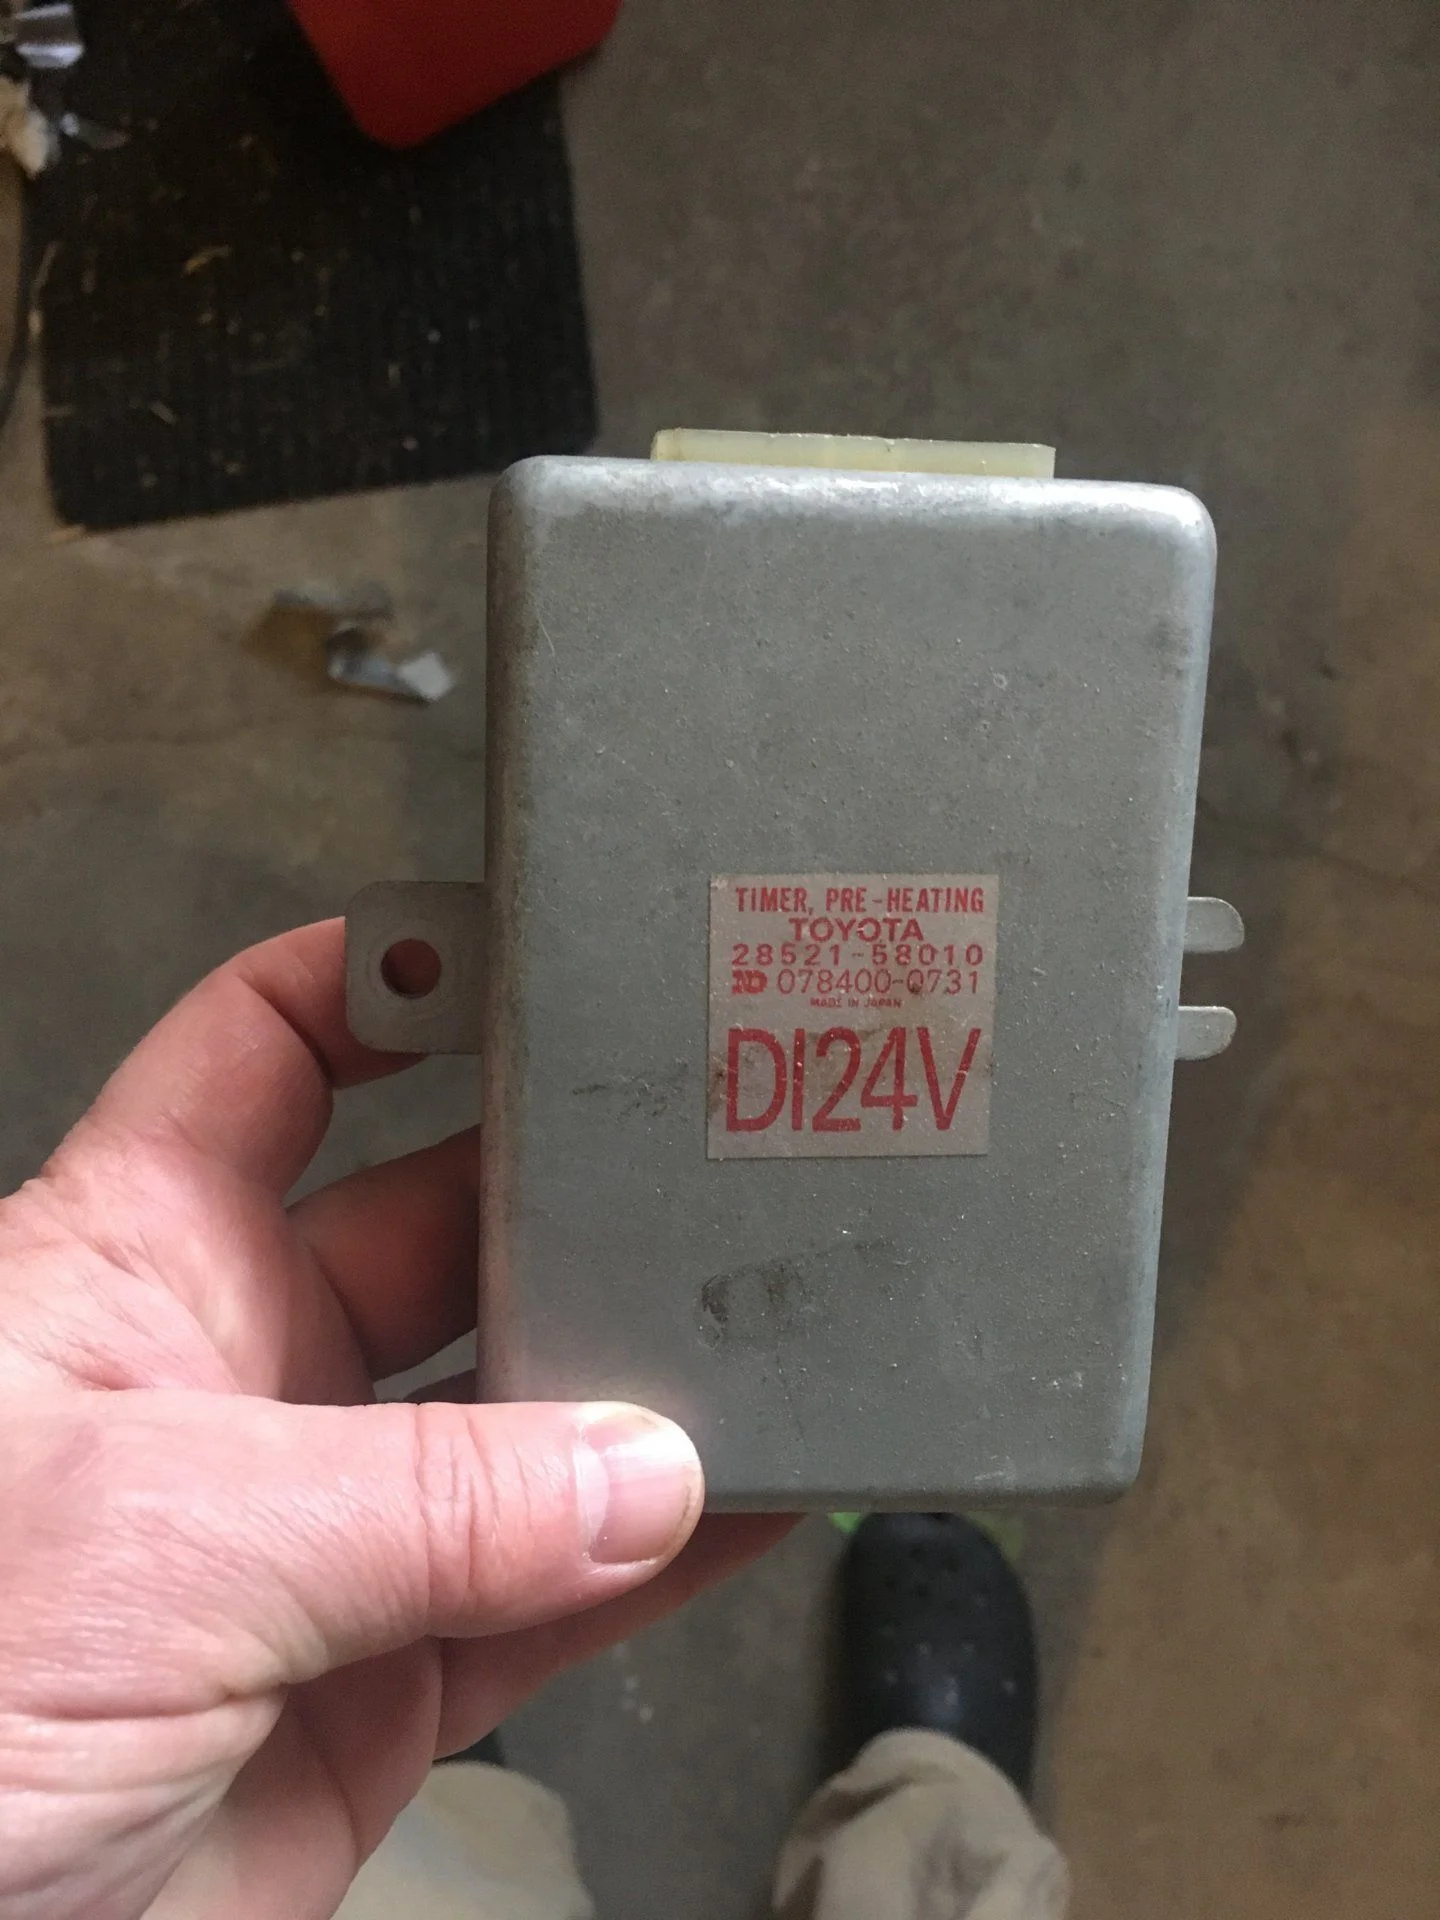 TIMER, PRE-HEATING
TOYOTA
28521-58010
ND 078400-0731
MADE IN JAPAN
DI24V